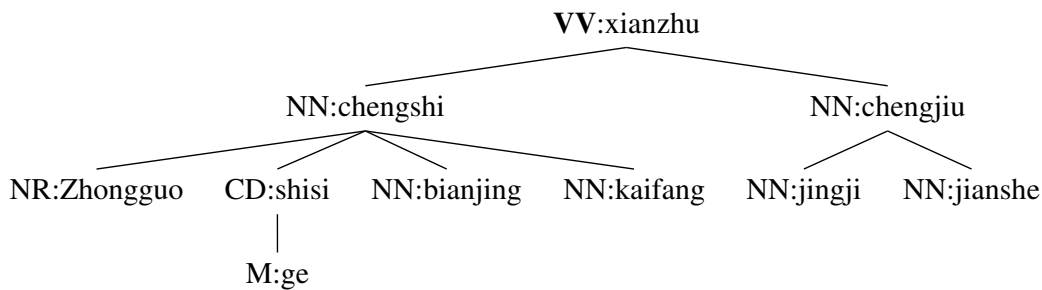 VV:xianzhu
NN:chengshi NN:chengjiu
NR:Zhongguo CD:shisi NN:bianjing NN:kaifang NN:jingji NN:jianshe
M:ge